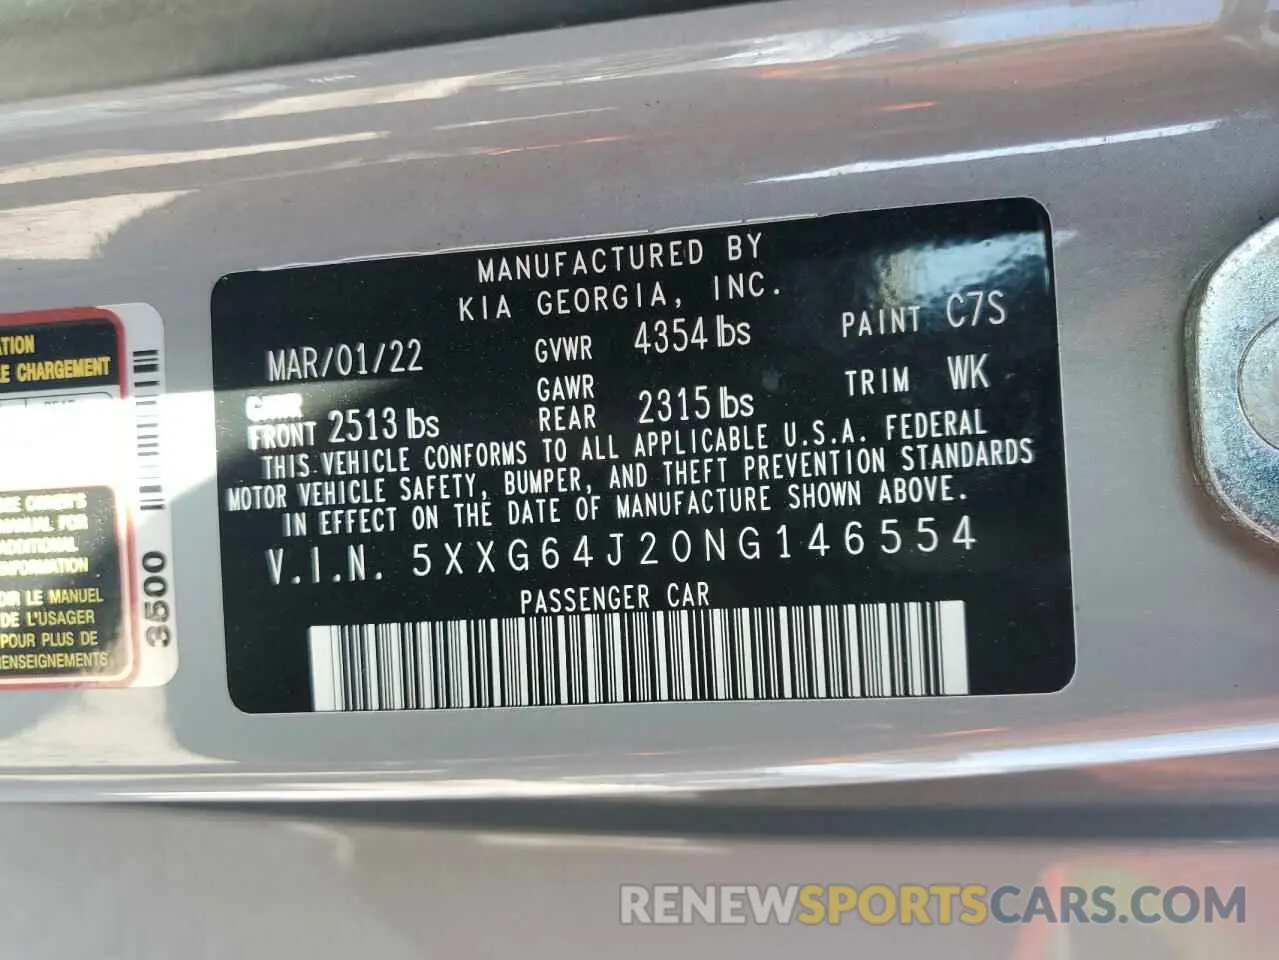 MANUFACTURED BY
KIA GEORGIA, INC.
MAR/01/22 GVWR 4354 lbs PAINT C7S
GAWR FRONT 2513 lbs GAWR REAR 2315 lbs TRIM WK
THIS VEHICLE CONFORMS TO ALL APPLICABLE U.S.A. FEDERAL
MOTOR VEHICLE SAFETY, BUMPER, AND THEFT PREVENTION STANDARDS
IN EFFECT ON THE DATE OF MANUFACTURE SHOWN ABOVE.
V.I.N. 5XXG64J20NG146554
PASSENGER CAR
CHARGEMENT
MANUAL FOR
ADDITIONAL
INFORMATION
LE MANUEL
DE L'USAGER
POUR PLUS DE
RENSEIGNEMENTS
3500
RENEWSPORTSCARS.COM